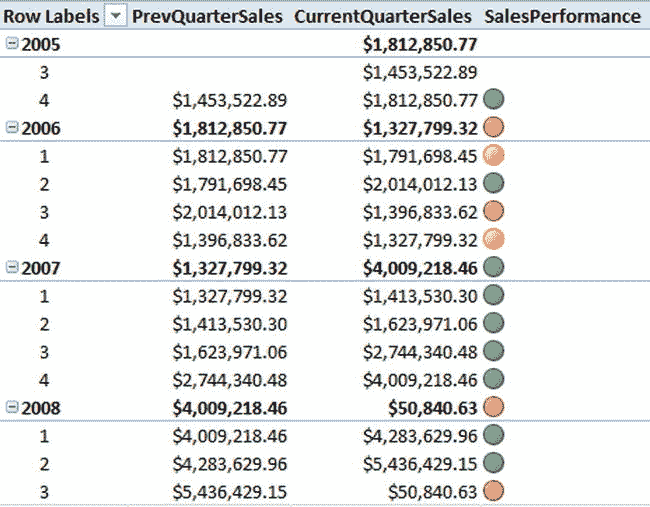 Row Labels PrevQuarterSales CurrentQuarterSales SalesPerformance
2005 $1,812,850.77
3 $1,453,522.89
4 $1,453,522.89 $1,812,850.77
2006 $1,812,850.77 $1,327,799.32
1 $1,812,850.77 $1,791,698.45
2 $1,791,698.45 $2,014,012.13
3 $2,014,012.13 $1,396,833.62
4 $1,396,833.62 $1,327,799.32
2007 $1,327,799.32 $4,009,218.46
1 $1,327,799.32 $1,413,530.30
2 $1,413,530.30 $1,623,971.06
3 $1,623,971.06 $2,744,340.48
4 $2,744,340.48 $4,009,218.46
2008 $4,009,218.46 $50,840.63
1 $4,009,218.46 $4,283,629.96
2 $4,283,629.96 $5,436,429.15
3 $5,436,429.15 $50,840.63